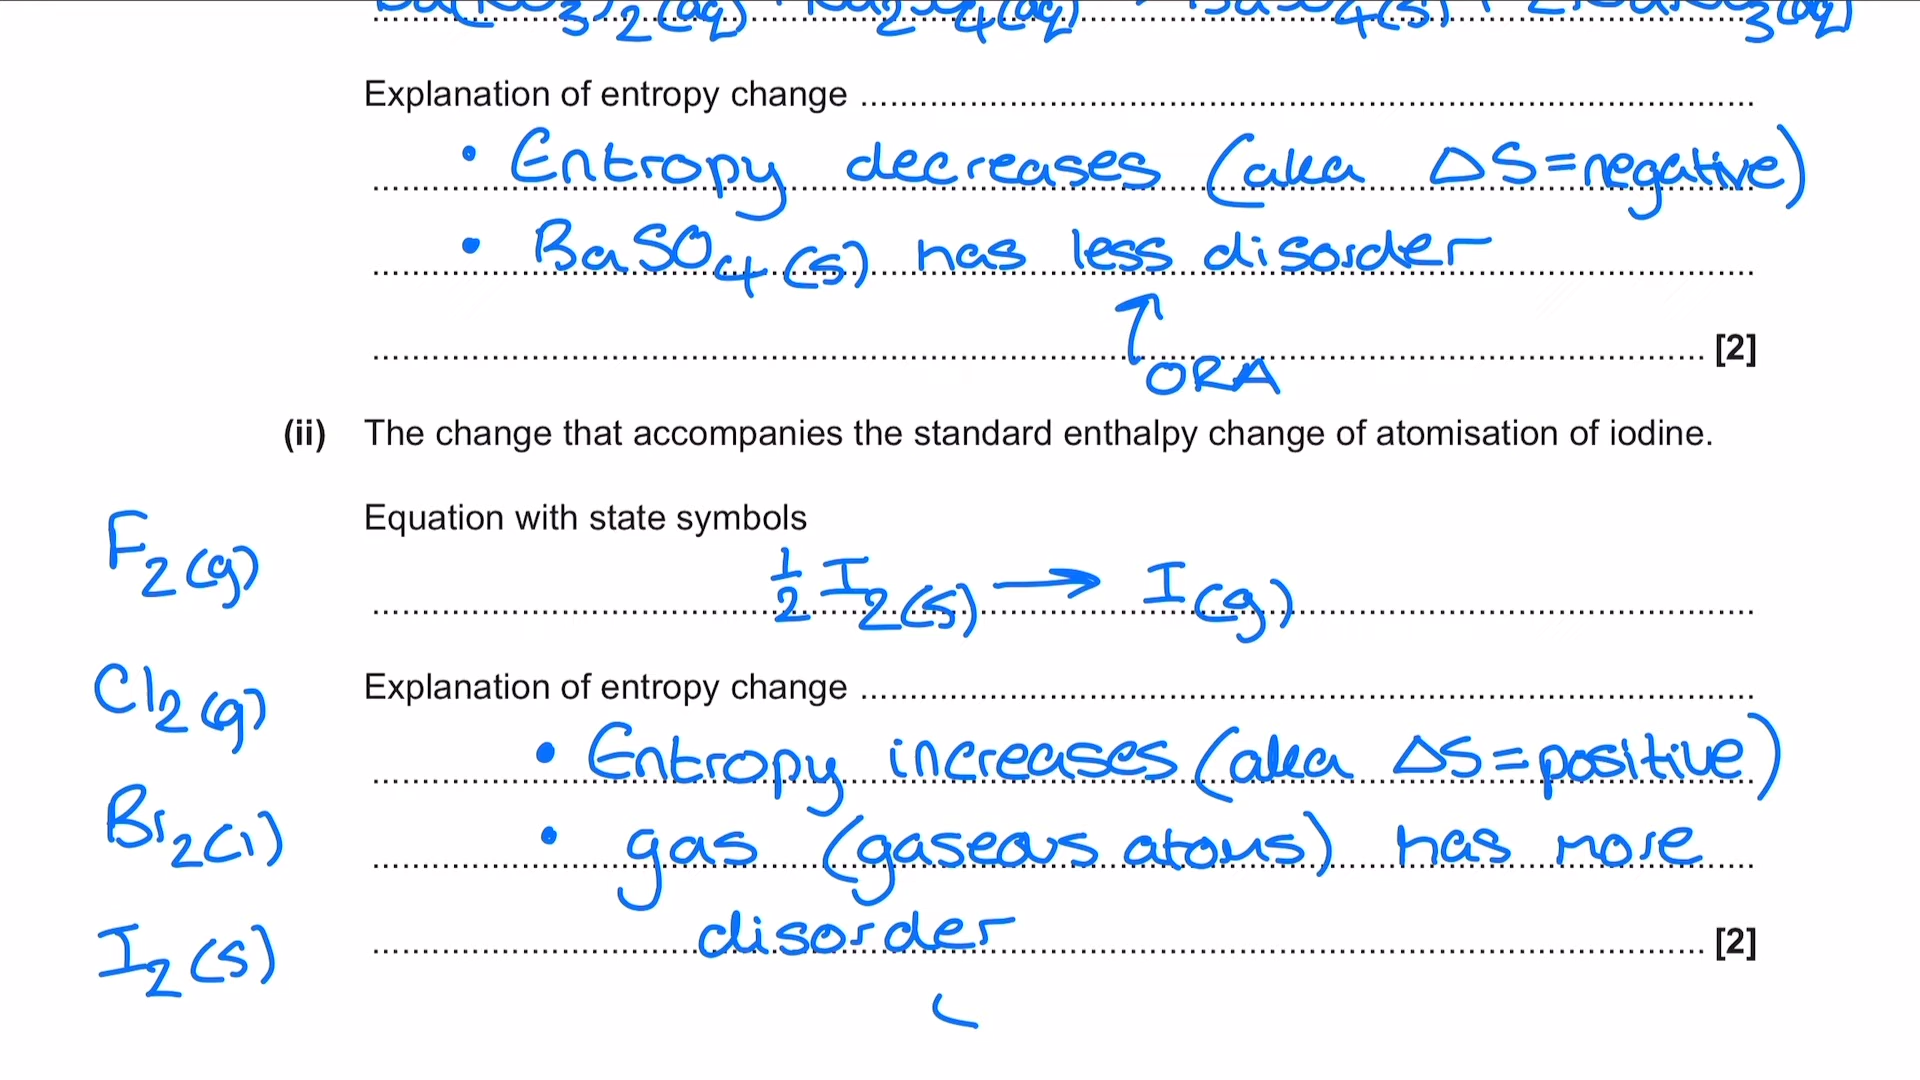 Explanation of entropy change
• Entropy decreases (aka ΔS=negative)
• BaSO4(s) has less disorder
↑
ORA
[2]
(ii) The change that accompanies the standard enthalpy change of atomisation of iodine.
Equation with state symbols
F2(g)
½ I2(s) → I(g)
Cl2(g)
Explanation of entropy change
• Entropy increases (aka ΔS=positive)
Br2(l)
• gas (gaseous atoms) has more
disorder
[2]
I2(s)